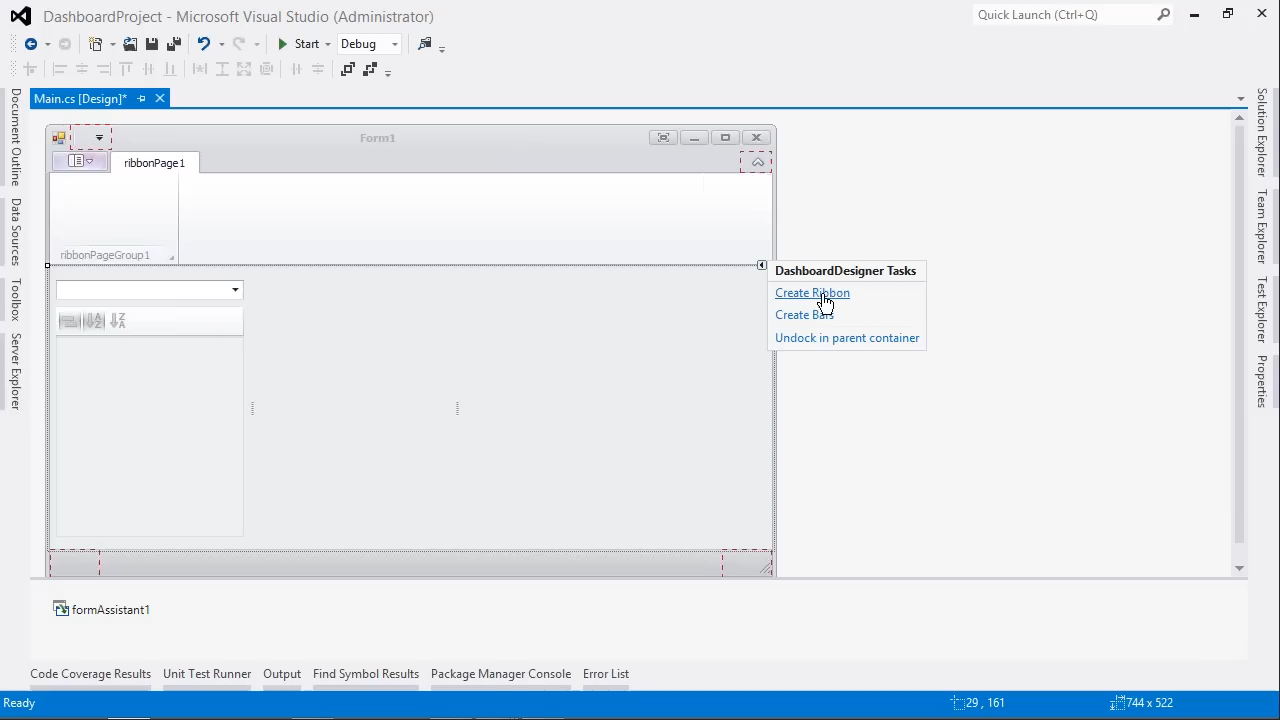 DashboardProject - Microsoft Visual Studio (Administrator)
Quick Launch (Ctrl+Q)
Start
Debug
Main.cs [Design]*
Document Outline
Data Sources
Toolbox
Server Explorer
Form1
ribbonPage1
ribbonPageGroup1
DashboardDesigner Tasks
Create Ribbon
Create Bars
Undock in parent container
Solution Explorer
Team Explorer
Test Explorer
Properties
formAssistant1
Code Coverage Results
Unit Test Runner
Output
Find Symbol Results
Package Manager Console
Error List
Ready
29 , 161
744 x 522